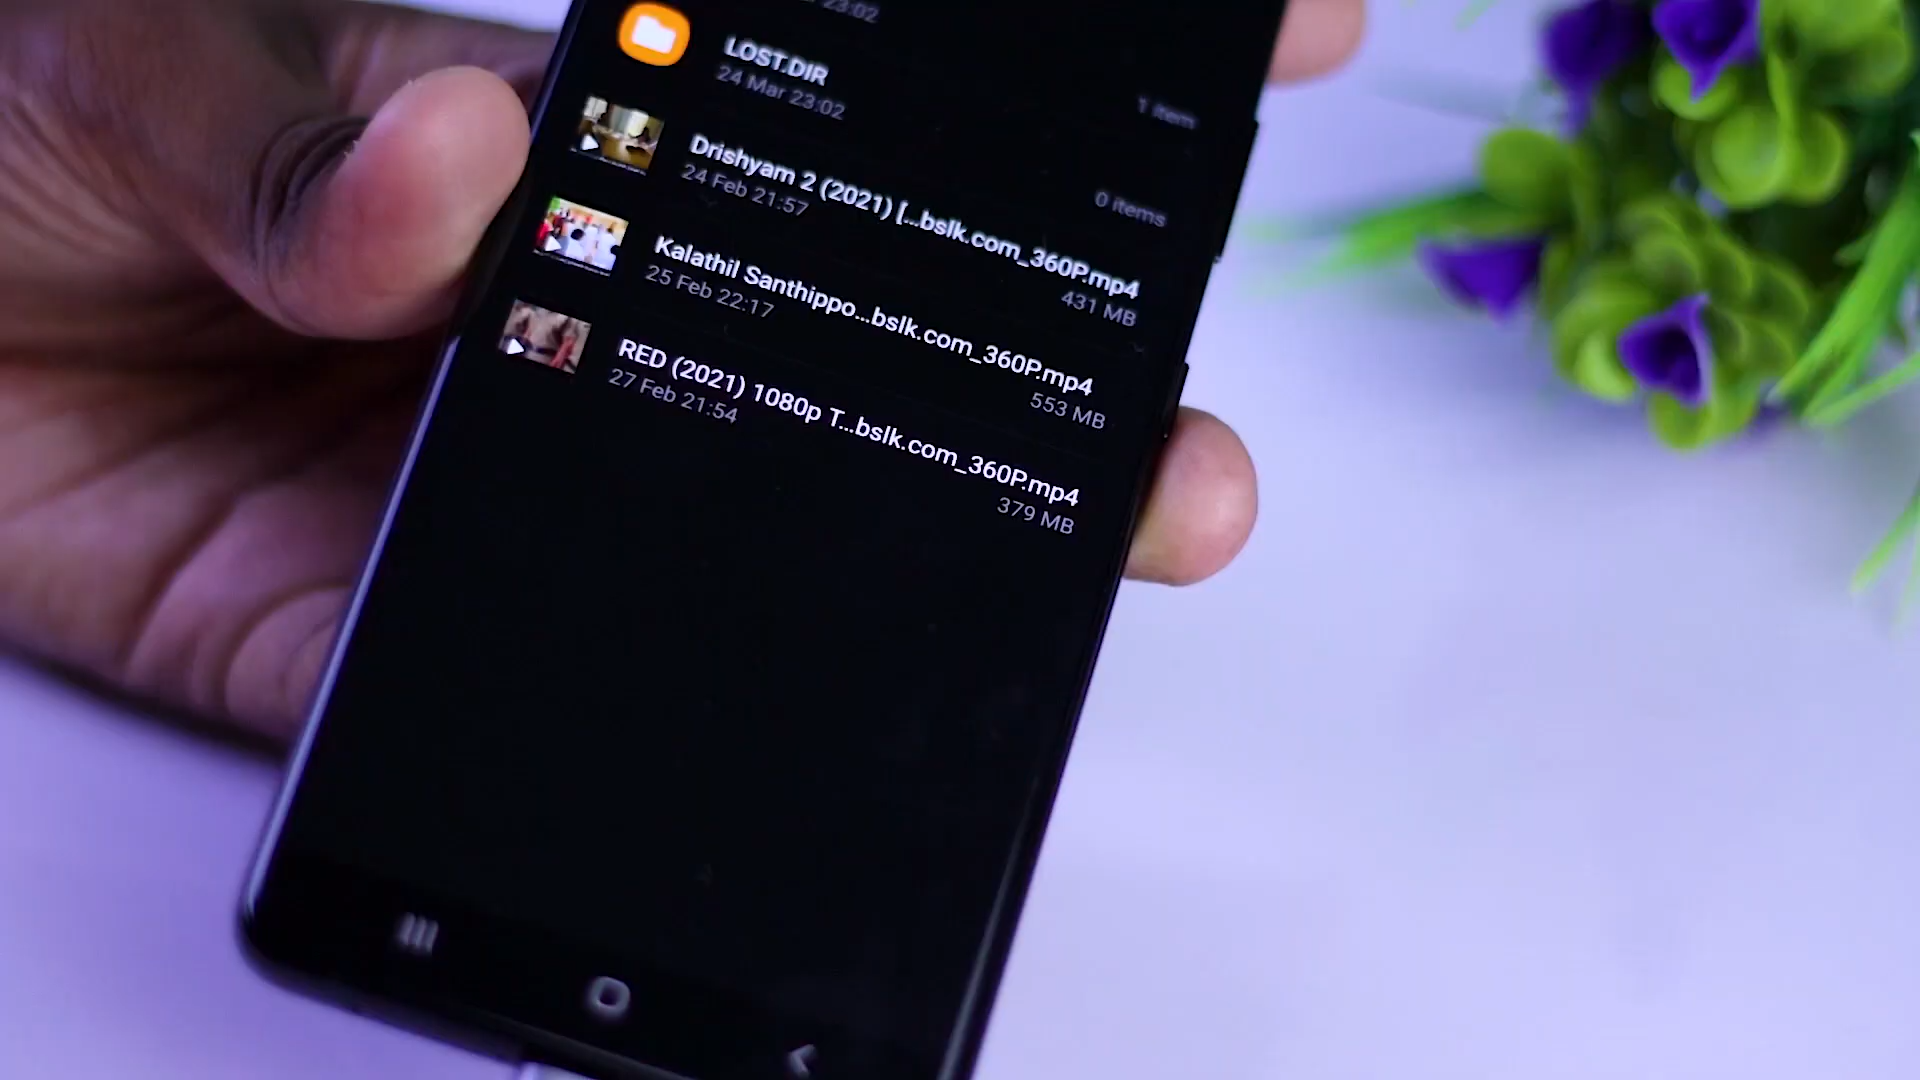 23:02
LOST.DIR
24 Mar 23:02
1 item
Drishyam 2 (2021) [...bslk.com_360P.mp4
24 Feb 21:57
0 items
431 MB
Kalathil Santhippo...bslk.com_360P.mp4
25 Feb 22:17
553 MB
RED (2021) 1080p T...bslk.com_360P.mp4
27 Feb 21:54
379 MB